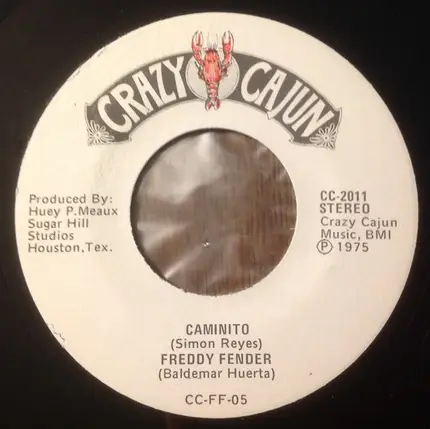 CRAZY CAJUN
Produced By:
Huey P.Meaux
Sugar Hill
Studios
Houston,Tex.
CC-2011
STEREO
Crazy Cajun
Music, BMI
Ⓟ 1975
CAMINITO
(Simon Reyes)
FREDDY FENDER
(Baldemar Huerta)
CC-FF-05